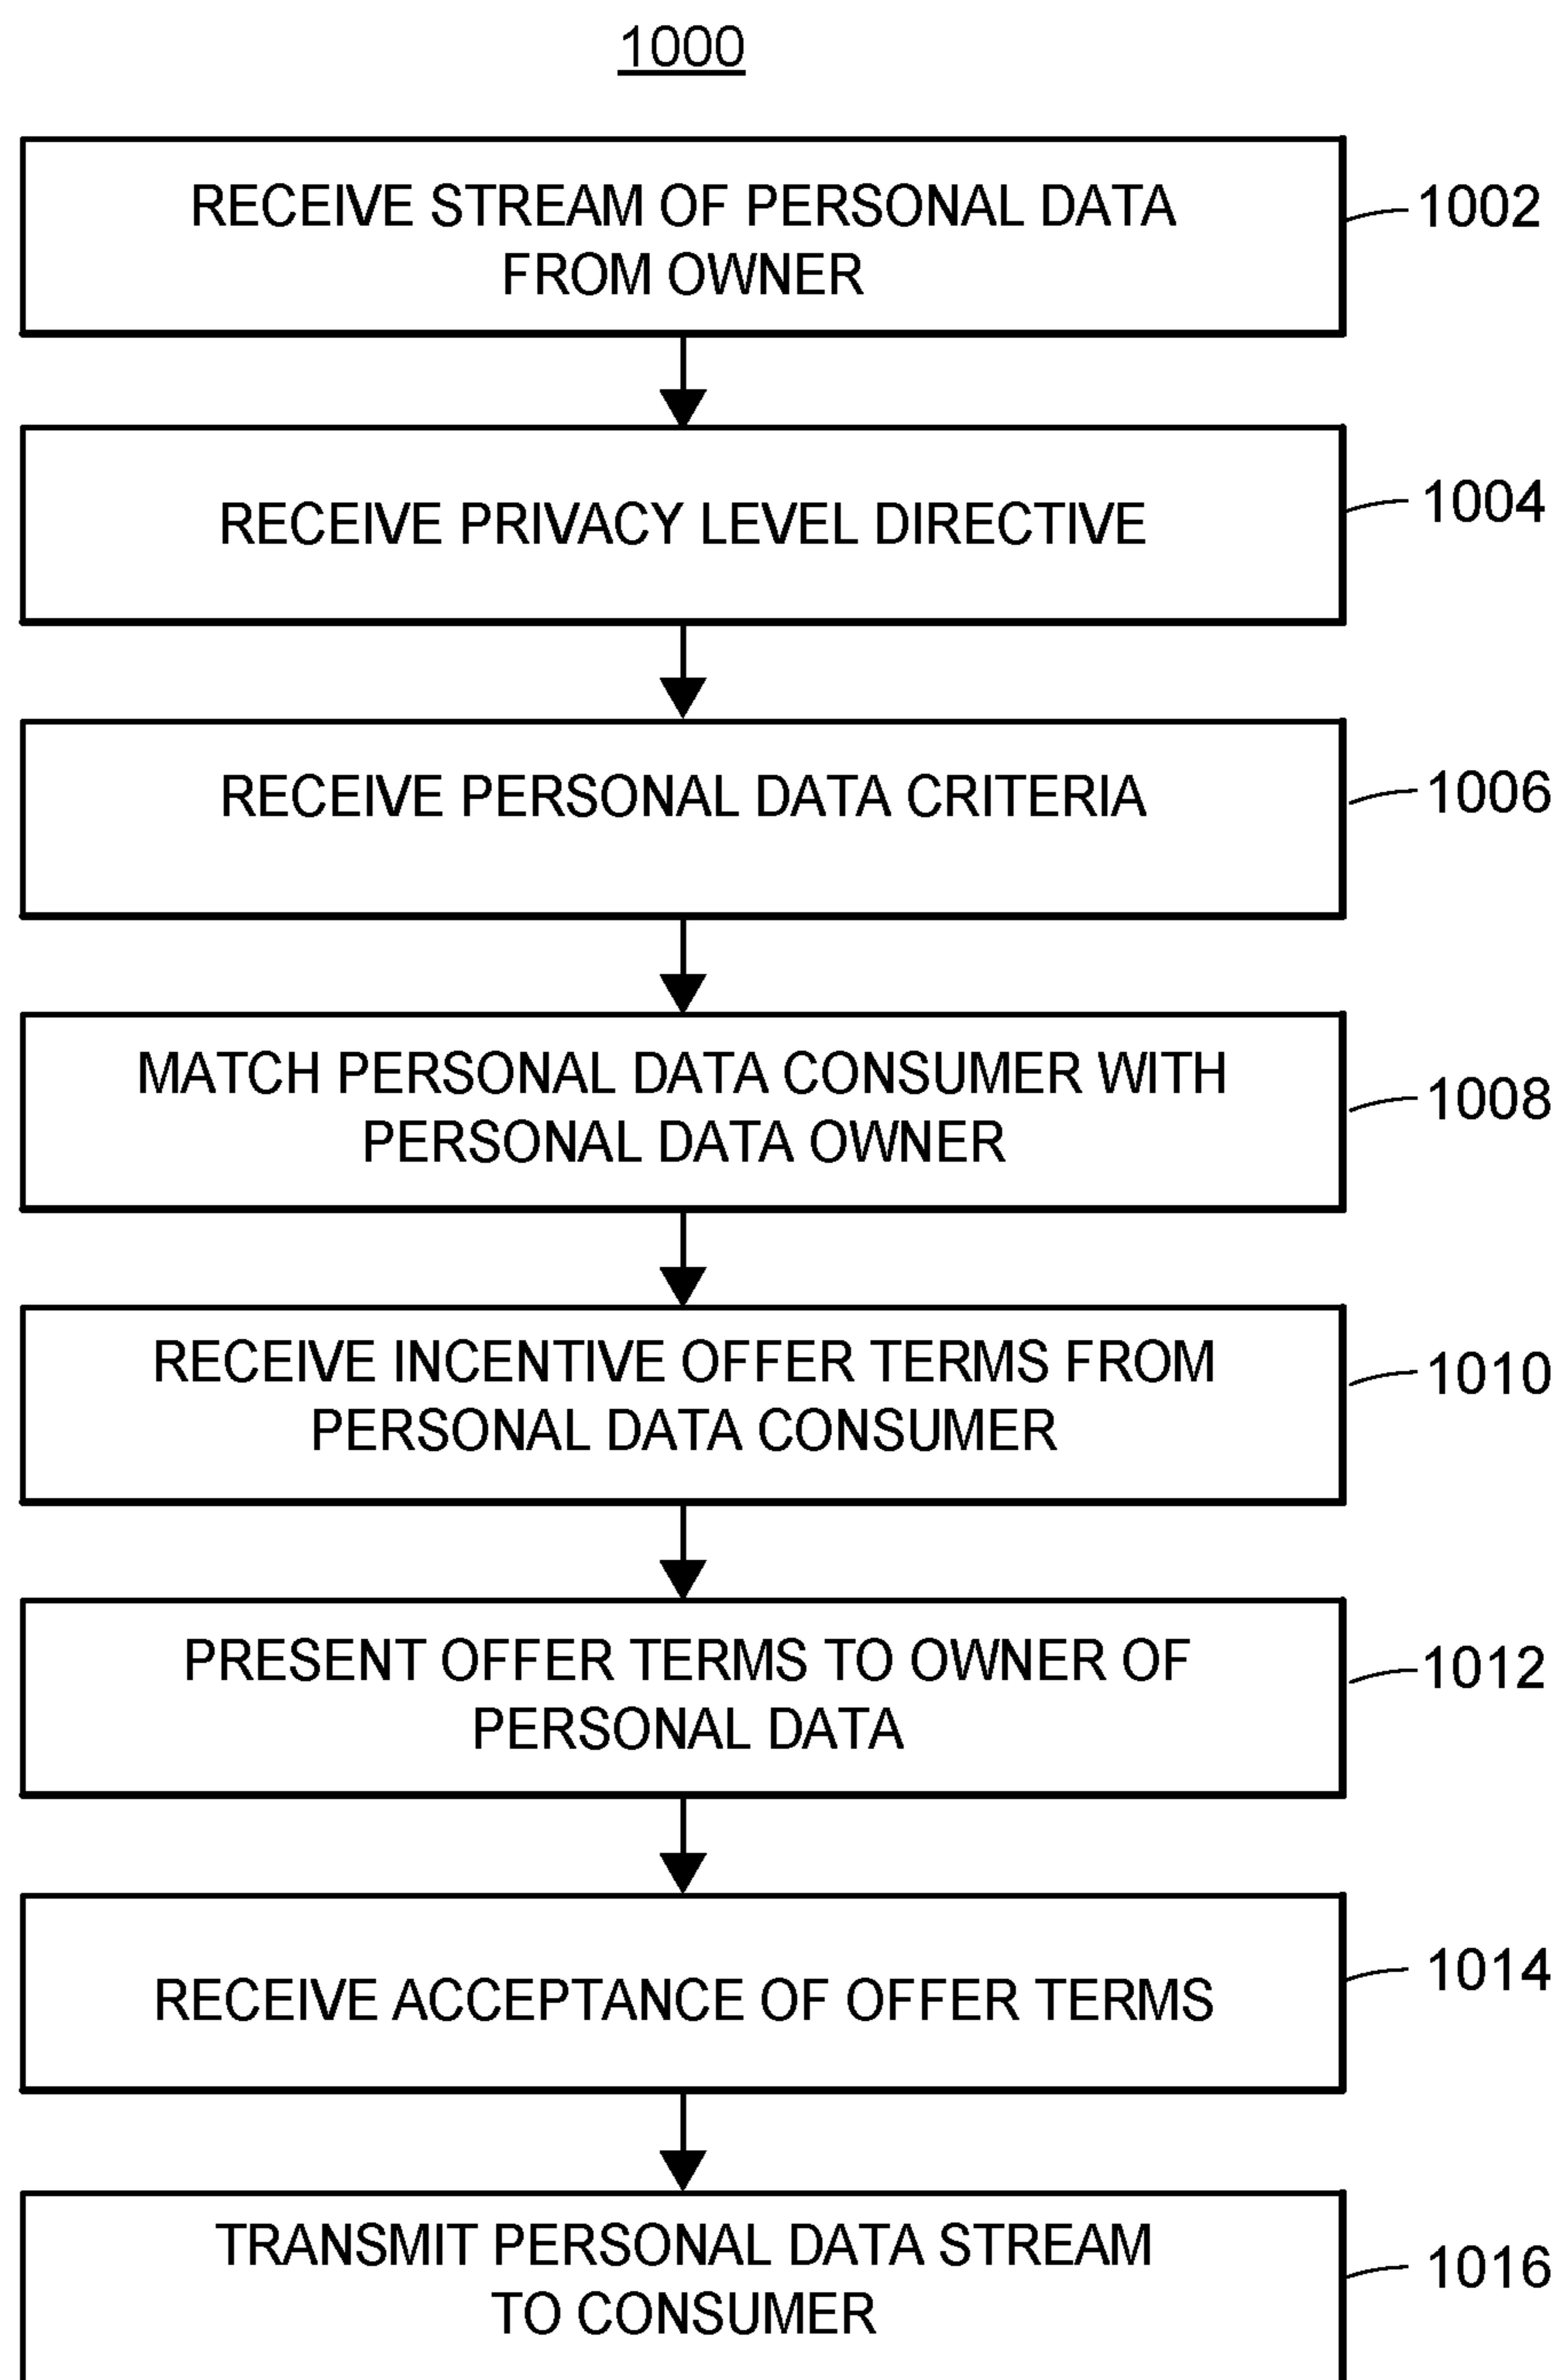 1000
RECEIVE STREAM OF PERSONAL DATA
FROM OWNER
1002
RECEIVE PRIVACY LEVEL DIRECTIVE
1004
RECEIVE PERSONAL DATA CRITERIA
1006
MATCH PERSONAL DATA CONSUMER WITH
PERSONAL DATA OWNER
1008
RECEIVE INCENTIVE OFFER TERMS FROM
PERSONAL DATA CONSUMER
1010
PRESENT OFFER TERMS TO OWNER OF
PERSONAL DATA
1012
RECEIVE ACCEPTANCE OF OFFER TERMS
1014
TRANSMIT PERSONAL DATA STREAM
TO CONSUMER
1016